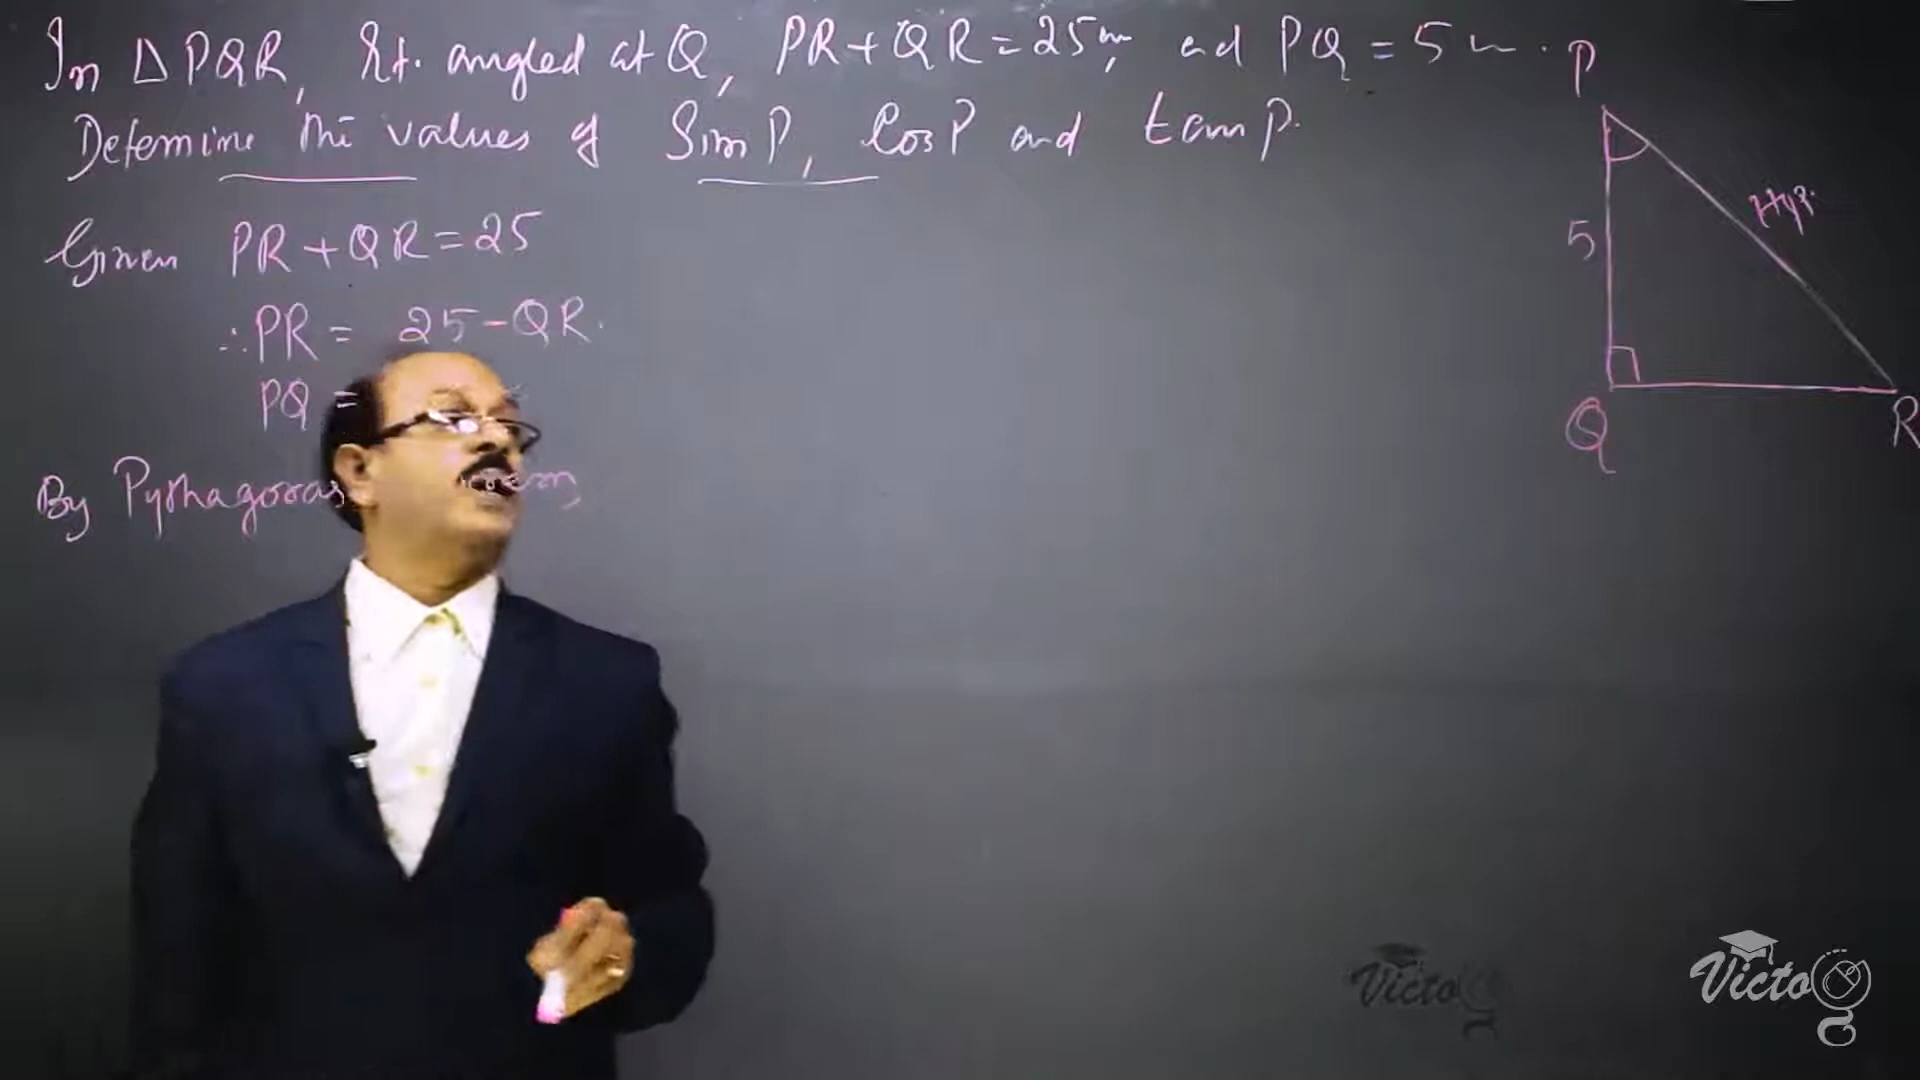 In Δ PQR, Rt. angled at Q, PR + QR = 25 cm, and PQ = 5 cm.
Determine the values of Sin P, Cos P and tan P.
Given PR + QR = 25
∴ PR = 25 - QR.
PQ =
By Pythagoras
P
Hyp.
5
Q
R
Victo
Victo